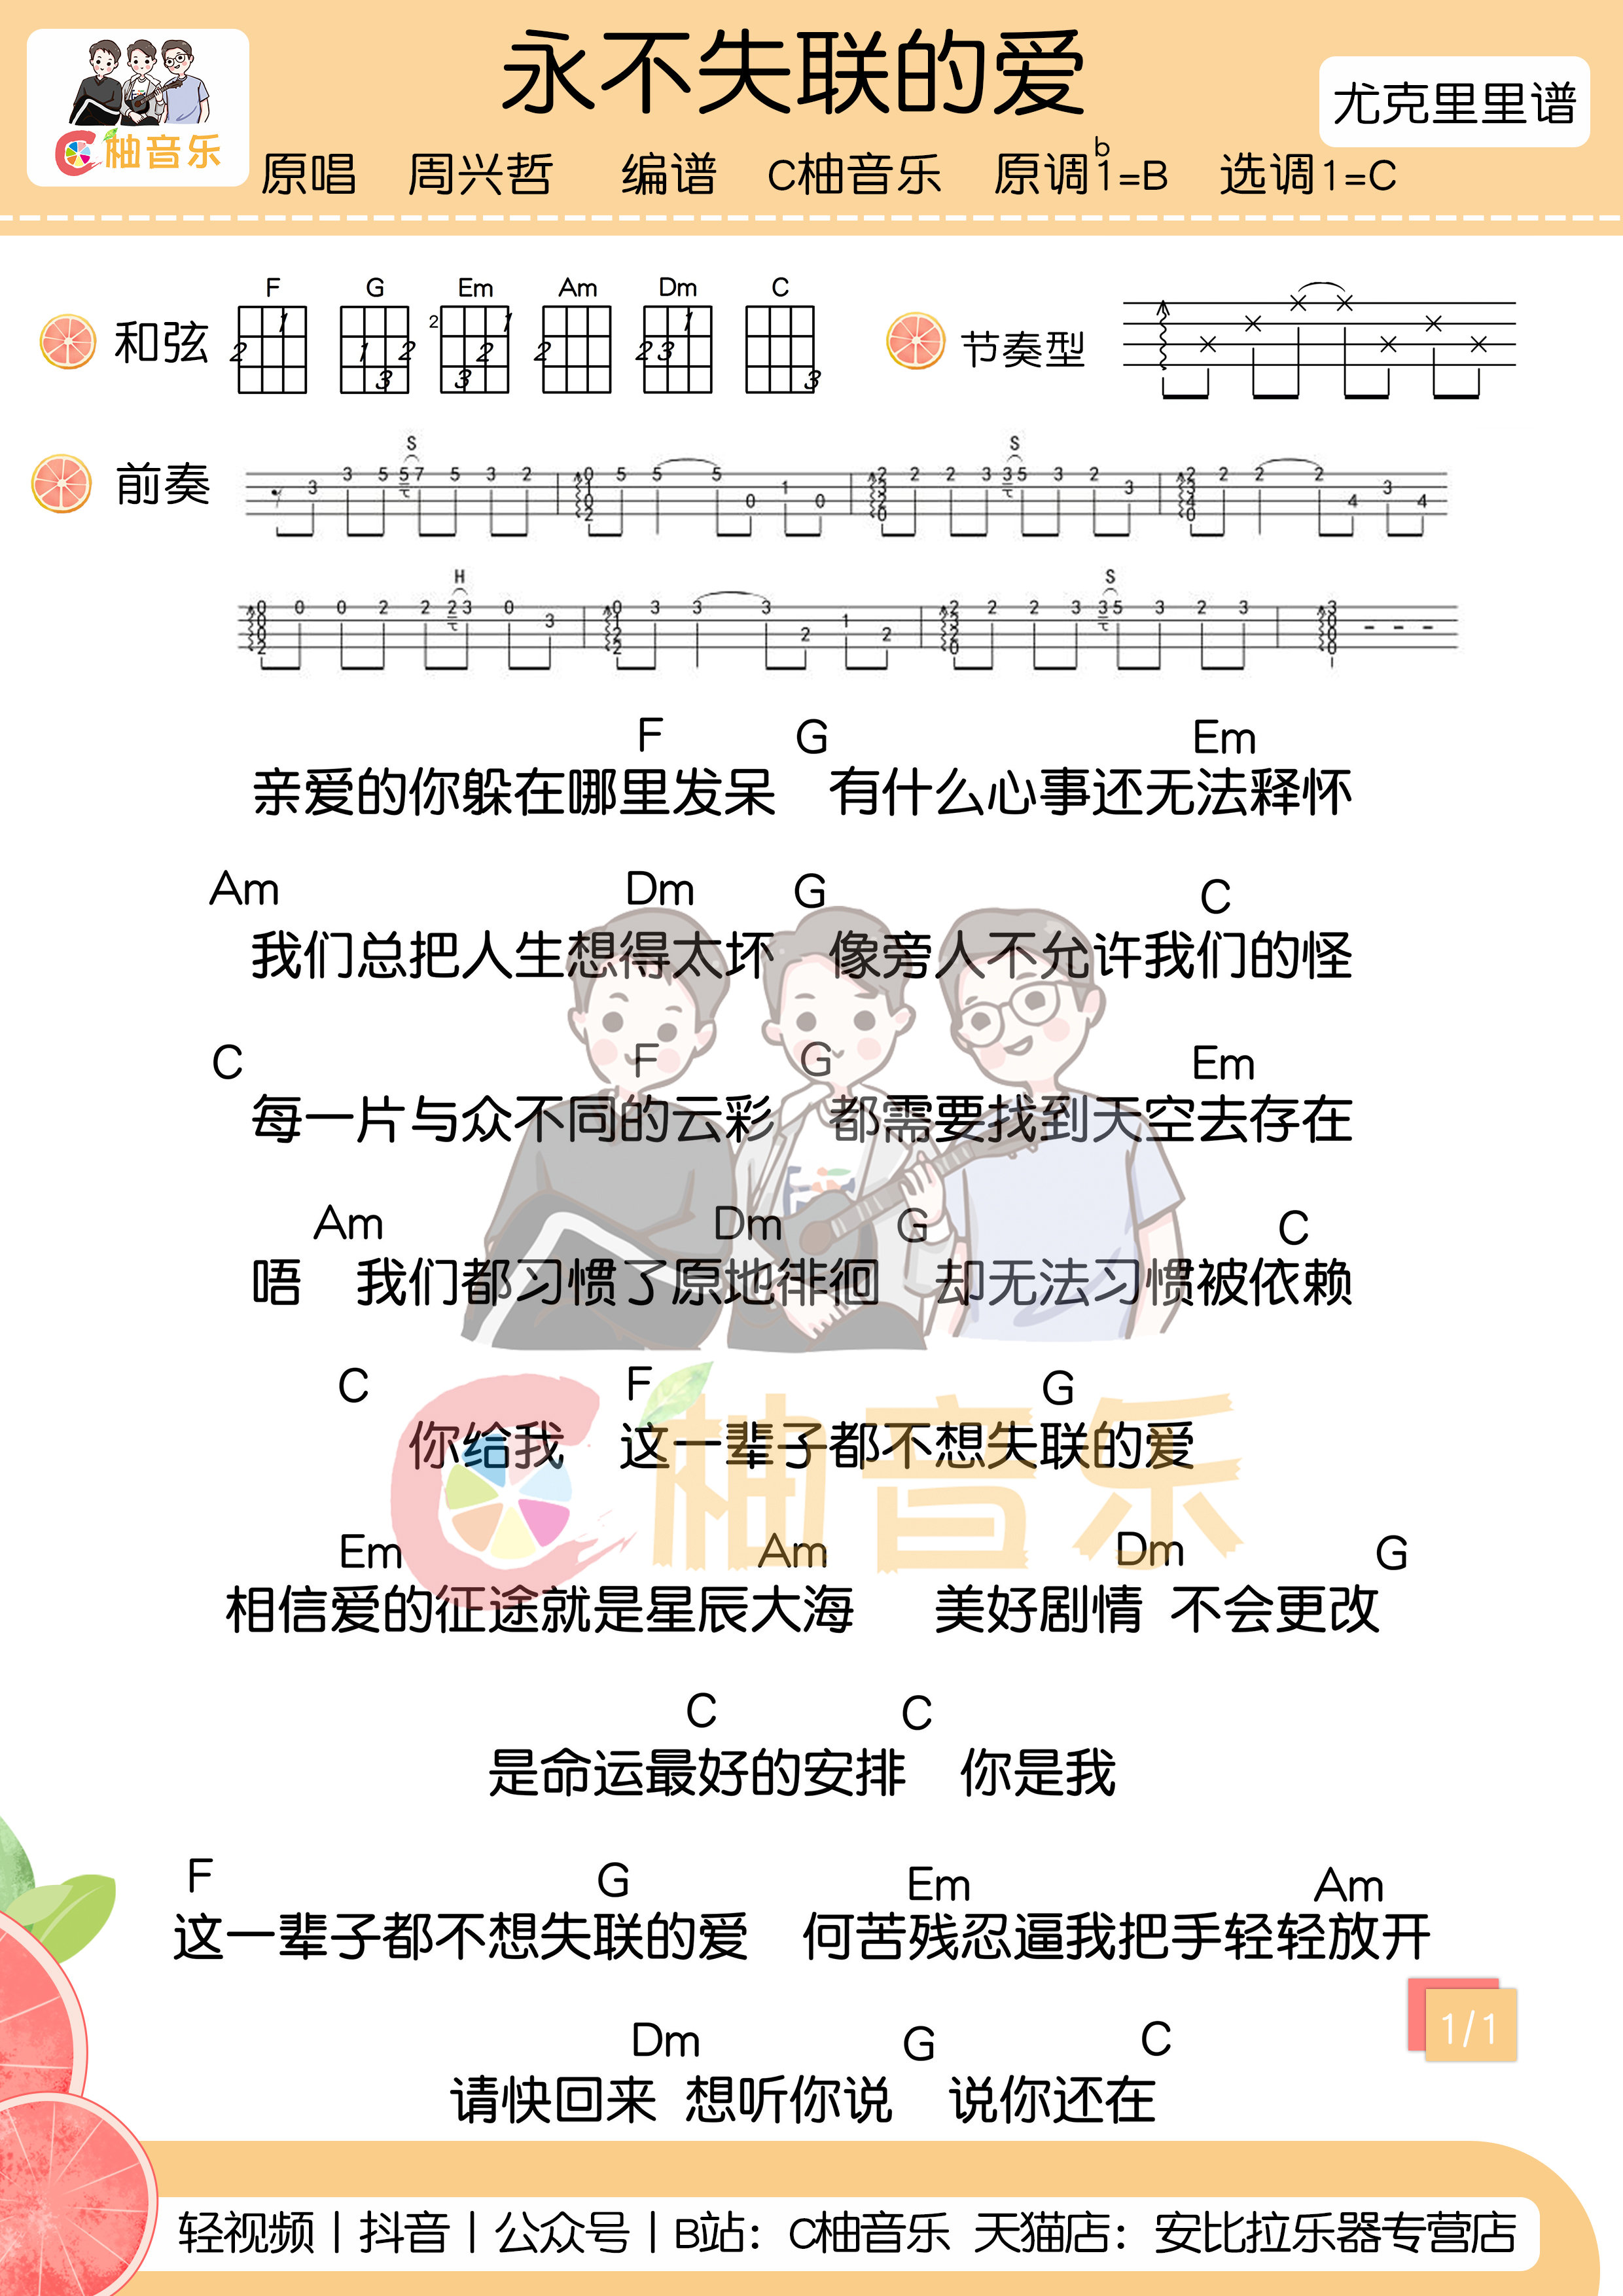 永不失联的爱
尤克里里谱
C柚音乐
原唱 周兴哲 编谱 C柚音乐 原调1=ᵇB 选调1=C
和弦 F G Em Am Dm C
节奏型
前奏
F G Em
亲爱的你躲在哪里发呆 有什么心事还无法释怀
Am Dm G C
我们总把人生想得太坏 像旁人不允许我们的怪
C F G Em
每一片与众不同的云彩 都需要找到天空去存在
Am Dm G C
唔 我们都习惯了原地徘徊 却无法习惯被依赖
C F G
你给我 这一辈子都不想失联的爱
C柚音乐
Em Am Dm G
相信爱的征途就是星辰大海 美好剧情 不会更改
C C
是命运最好的安排 你是我
F G Em Am
这一辈子都不想失联的爱 何苦残忍逼我把手轻轻放开
1/1
Dm G C
请快回来 想听你说 说你还在
轻视频|抖音|公众号|B站：C柚音乐 天猫店：安比拉乐器专营店